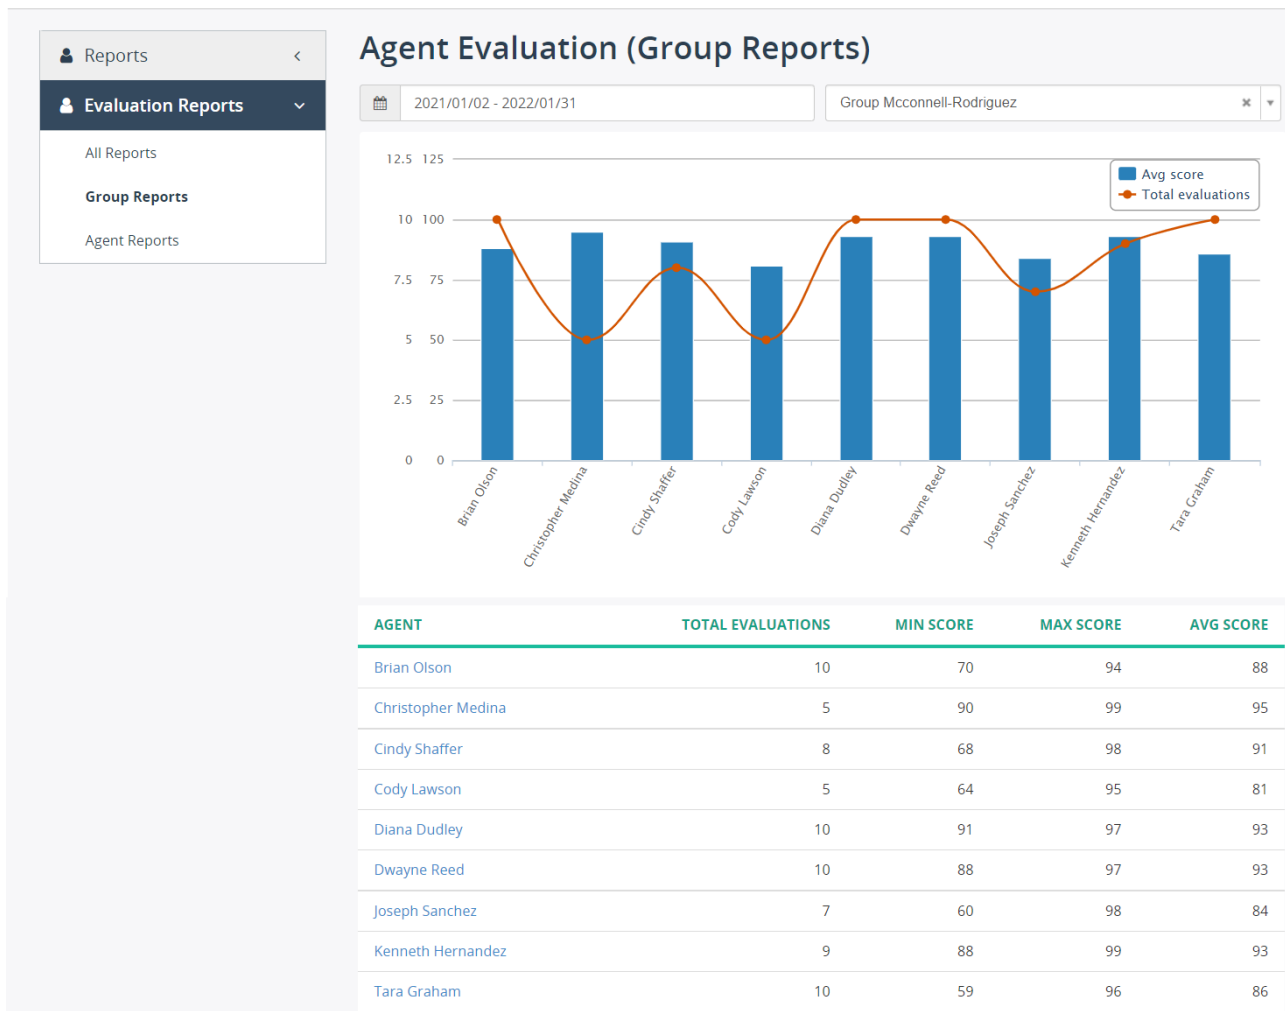 Reports
Evaluation Reports
All Reports
Group Reports
Agent Reports
Agent Evaluation (Group Reports)
2021/01/02 - 2022/01/31
Group Mcconnell-Rodriguez
12.5 125
10 100
7.5 75
5 50
2.5 25
0 0
Avg score
Total evaluations
Brian Olson
Christopher Medina
Cindy Shaffer
Cody Lawson
Diana Dudley
Dwayne Reed
Joseph Sanchez
Kenneth Hernandez
Tara Graham
AGENT TOTAL EVALUATIONS MIN SCORE MAX SCORE AVG SCORE
Brian Olson 10 70 94 88
Christopher Medina 5 90 99 95
Cindy Shaffer 8 68 98 91
Cody Lawson 5 64 95 81
Diana Dudley 10 91 97 93
Dwayne Reed 10 88 97 93
Joseph Sanchez 7 60 98 84
Kenneth Hernandez 9 88 99 93
Tara Graham 10 59 96 86